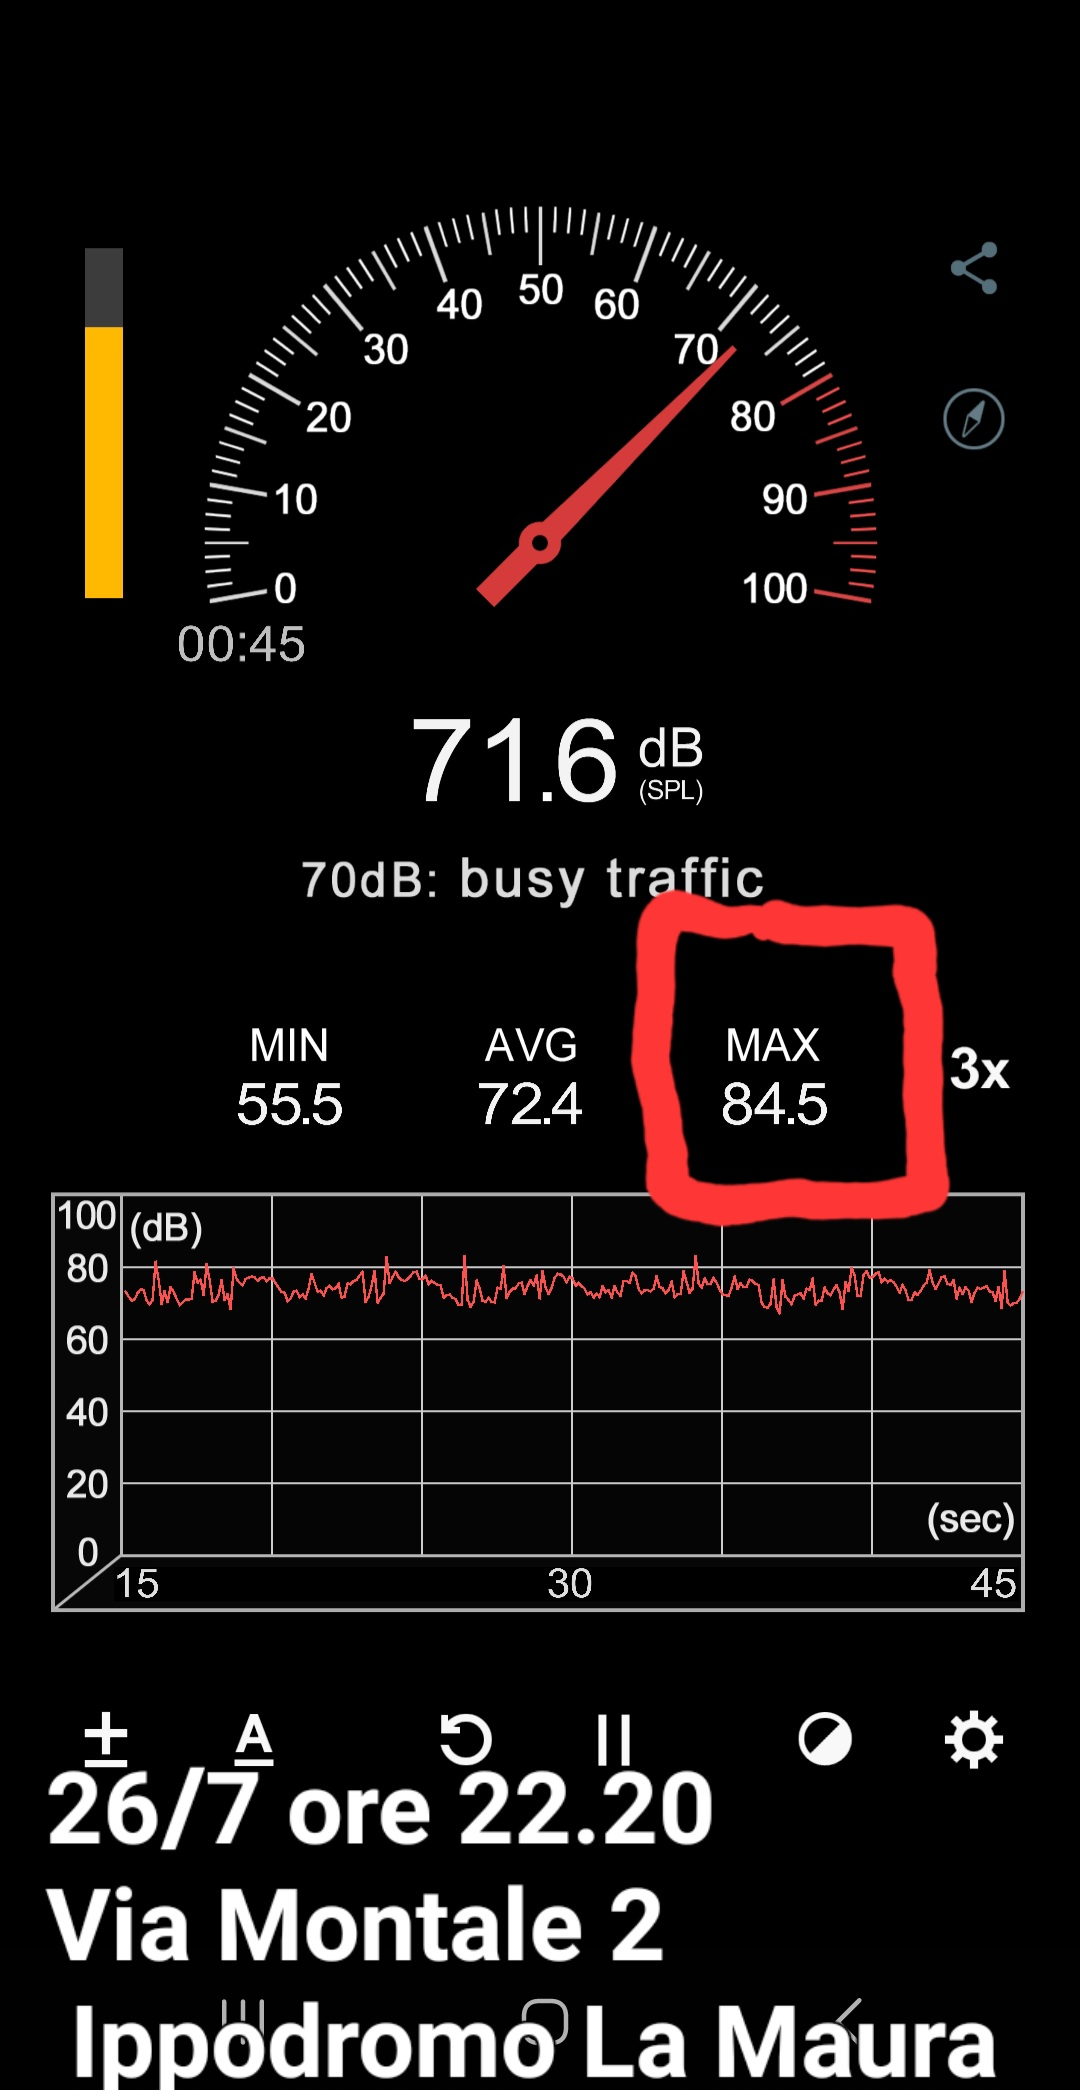 40 50 60
30 70
20 80
10 90
0 100
00:45
71.6 dB
(SPL)
70dB: busy traffic
MIN AVG MAX
55.5 72.4 84.5 3x
100 (dB)
80
60
40
20
(sec)
0
15 30 45
± A
26/7 ore 22.20
Via Montale 2
Ippodromo La Maura